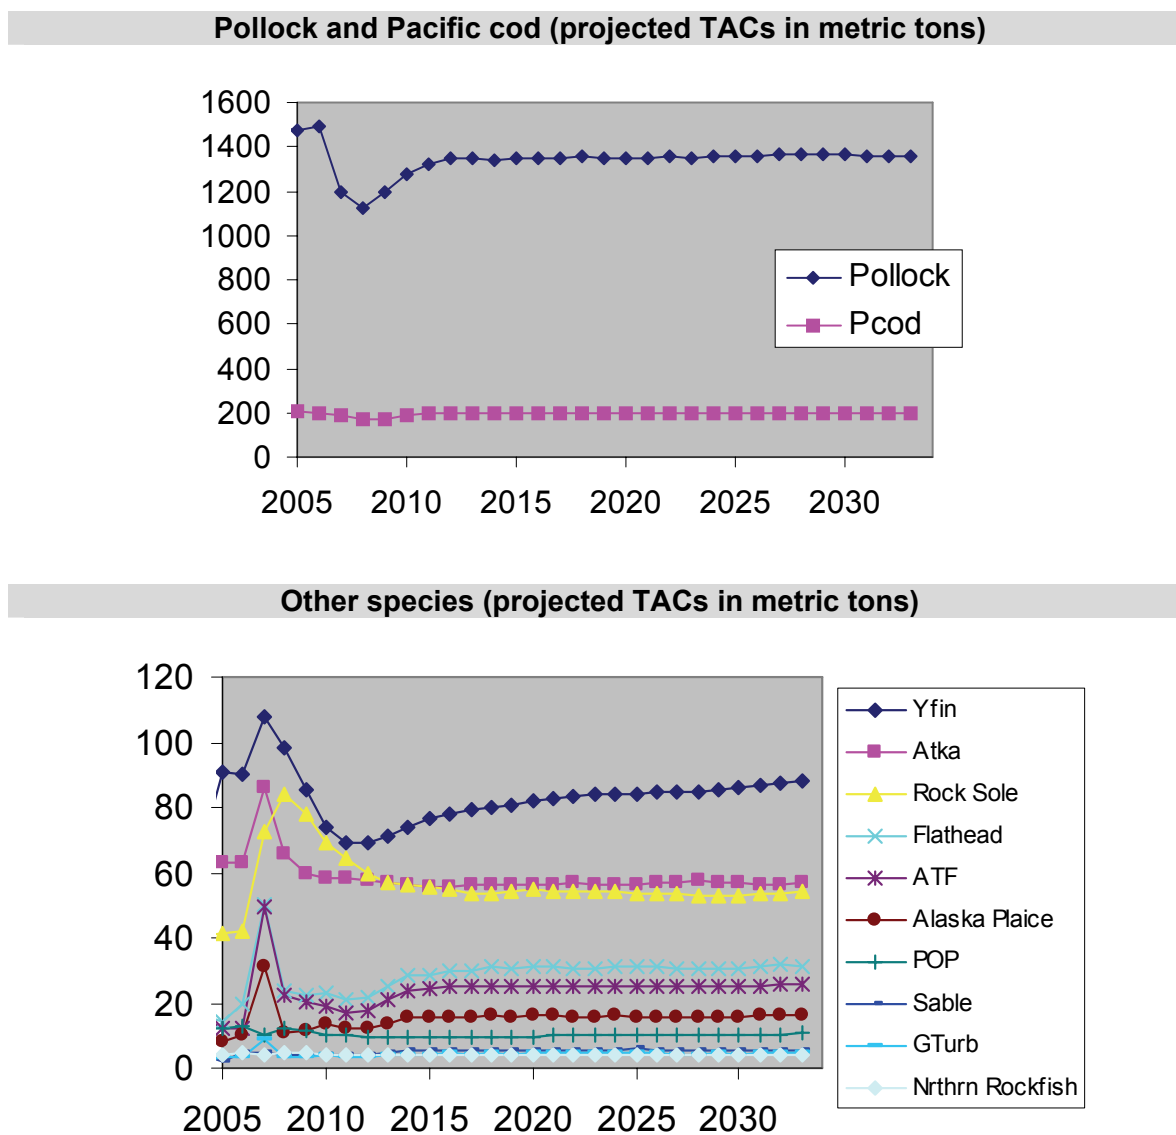 Pollock and Pacific cod (projected TACs in metric tons)
1600
1400
1200
1000
800
600
400
200
0
2005 2010 2015 2020 2025 2030
Pollock
Pcod
Other species (projected TACs in metric tons)
120
100
80
60
40
20
0
2005 2010 2015 2020 2025 2030
Yfin
Atka
Rock Sole
Flathead
ATF
Alaska Plaice
POP
Sable
GTurb
Nrthrn Rockfish